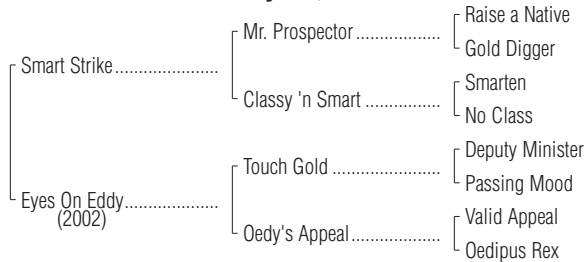 Raise a Native
Mr. Prospector
Gold Digger
Smart Strike
Smarten
Classy 'n Smart
No Class
Deputy Minister
Touch Gold
Passing Mood
Eyes On Eddy
(2002)
Valid Appeal
Oedy's Appeal
Oedipus Rex